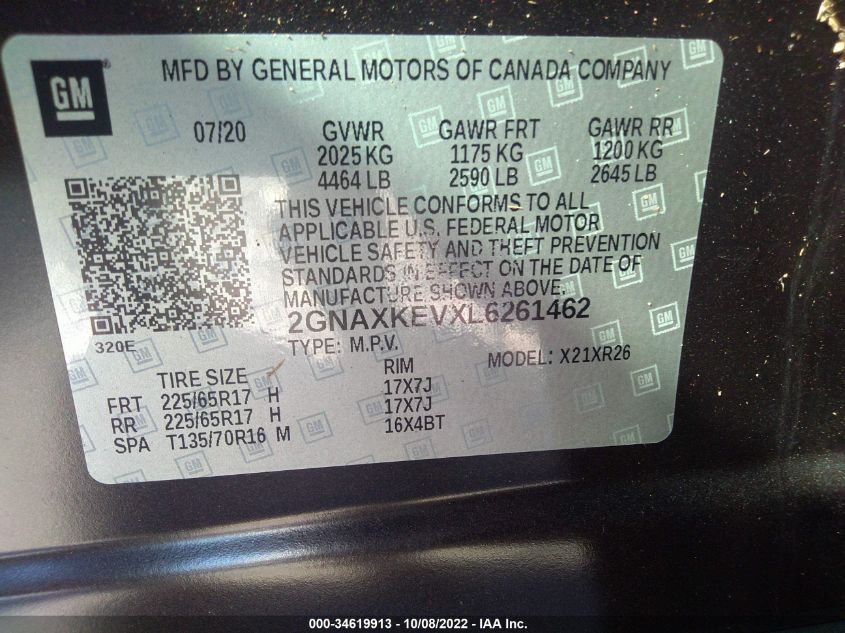 GM
MFD BY GENERAL MOTORS OF CANADA COMPANY
07/20 GVWR GAWR FRT GAWR RR
2025 KG 1175 KG 1200 KG
4464 LB 2590 LB 2645 LB
THIS VEHICLE CONFORMS TO ALL
APPLICABLE U.S. FEDERAL MOTOR
VEHICLE SAFETY AND THEFT PREVENTION
STANDARDS IN EFFECT ON THE DATE OF
MANUFACTURE SHOWN ABOVE.
2GNAXKEVXL6261462
320E
TYPE: M.P.V. MODEL: X21XR26
TIRE SIZE RIM
FRT 225/65R17 H 17X7J
RR 225/65R17 H 17X7J
SPA T135/70R16 M 16X4BT
000-34619913 - 10/08/2022 - IAA Inc.